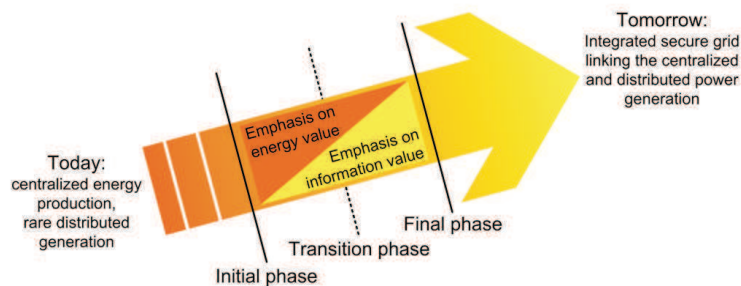 Tomorrow:
Integrated secure grid
linking the centralized
and distributed power
generation
Emphasis on
energy value
Emphasis on
information value
Today:
centralized energy
production,
rare distributed
generation
Final phase
Transition phase
Initial phase